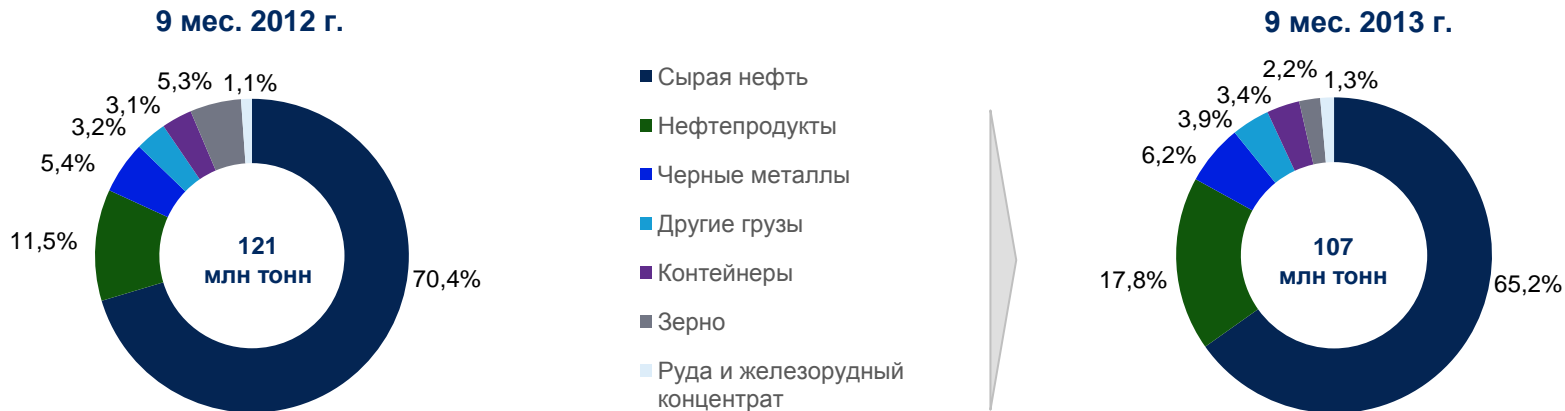 9 мес. 2012 г.
5,3%
1,1%
3,1%
3,2%
5,4%
11,5%
121
млн тонн
70,4%
Сырая нефть
Нефтепродукты
Черные металлы
Другие грузы
Контейнеры
Зерно
Руда и железорудный
концентрат
9 мес. 2013 г.
2,2%
1,3%
3,4%
3,9%
6,2%
17,8%
107
млн тонн
65,2%